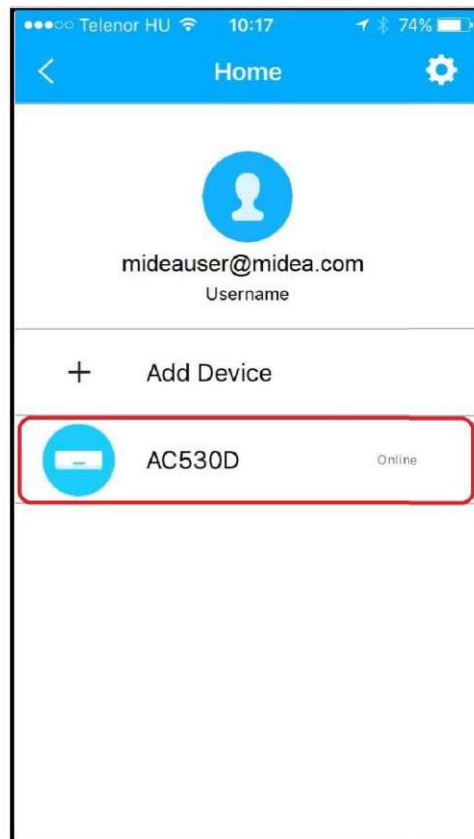 Telenor HU 10:17 74%
Home
mideauser@midea.com
Username
+ Add Device
AC530D Online